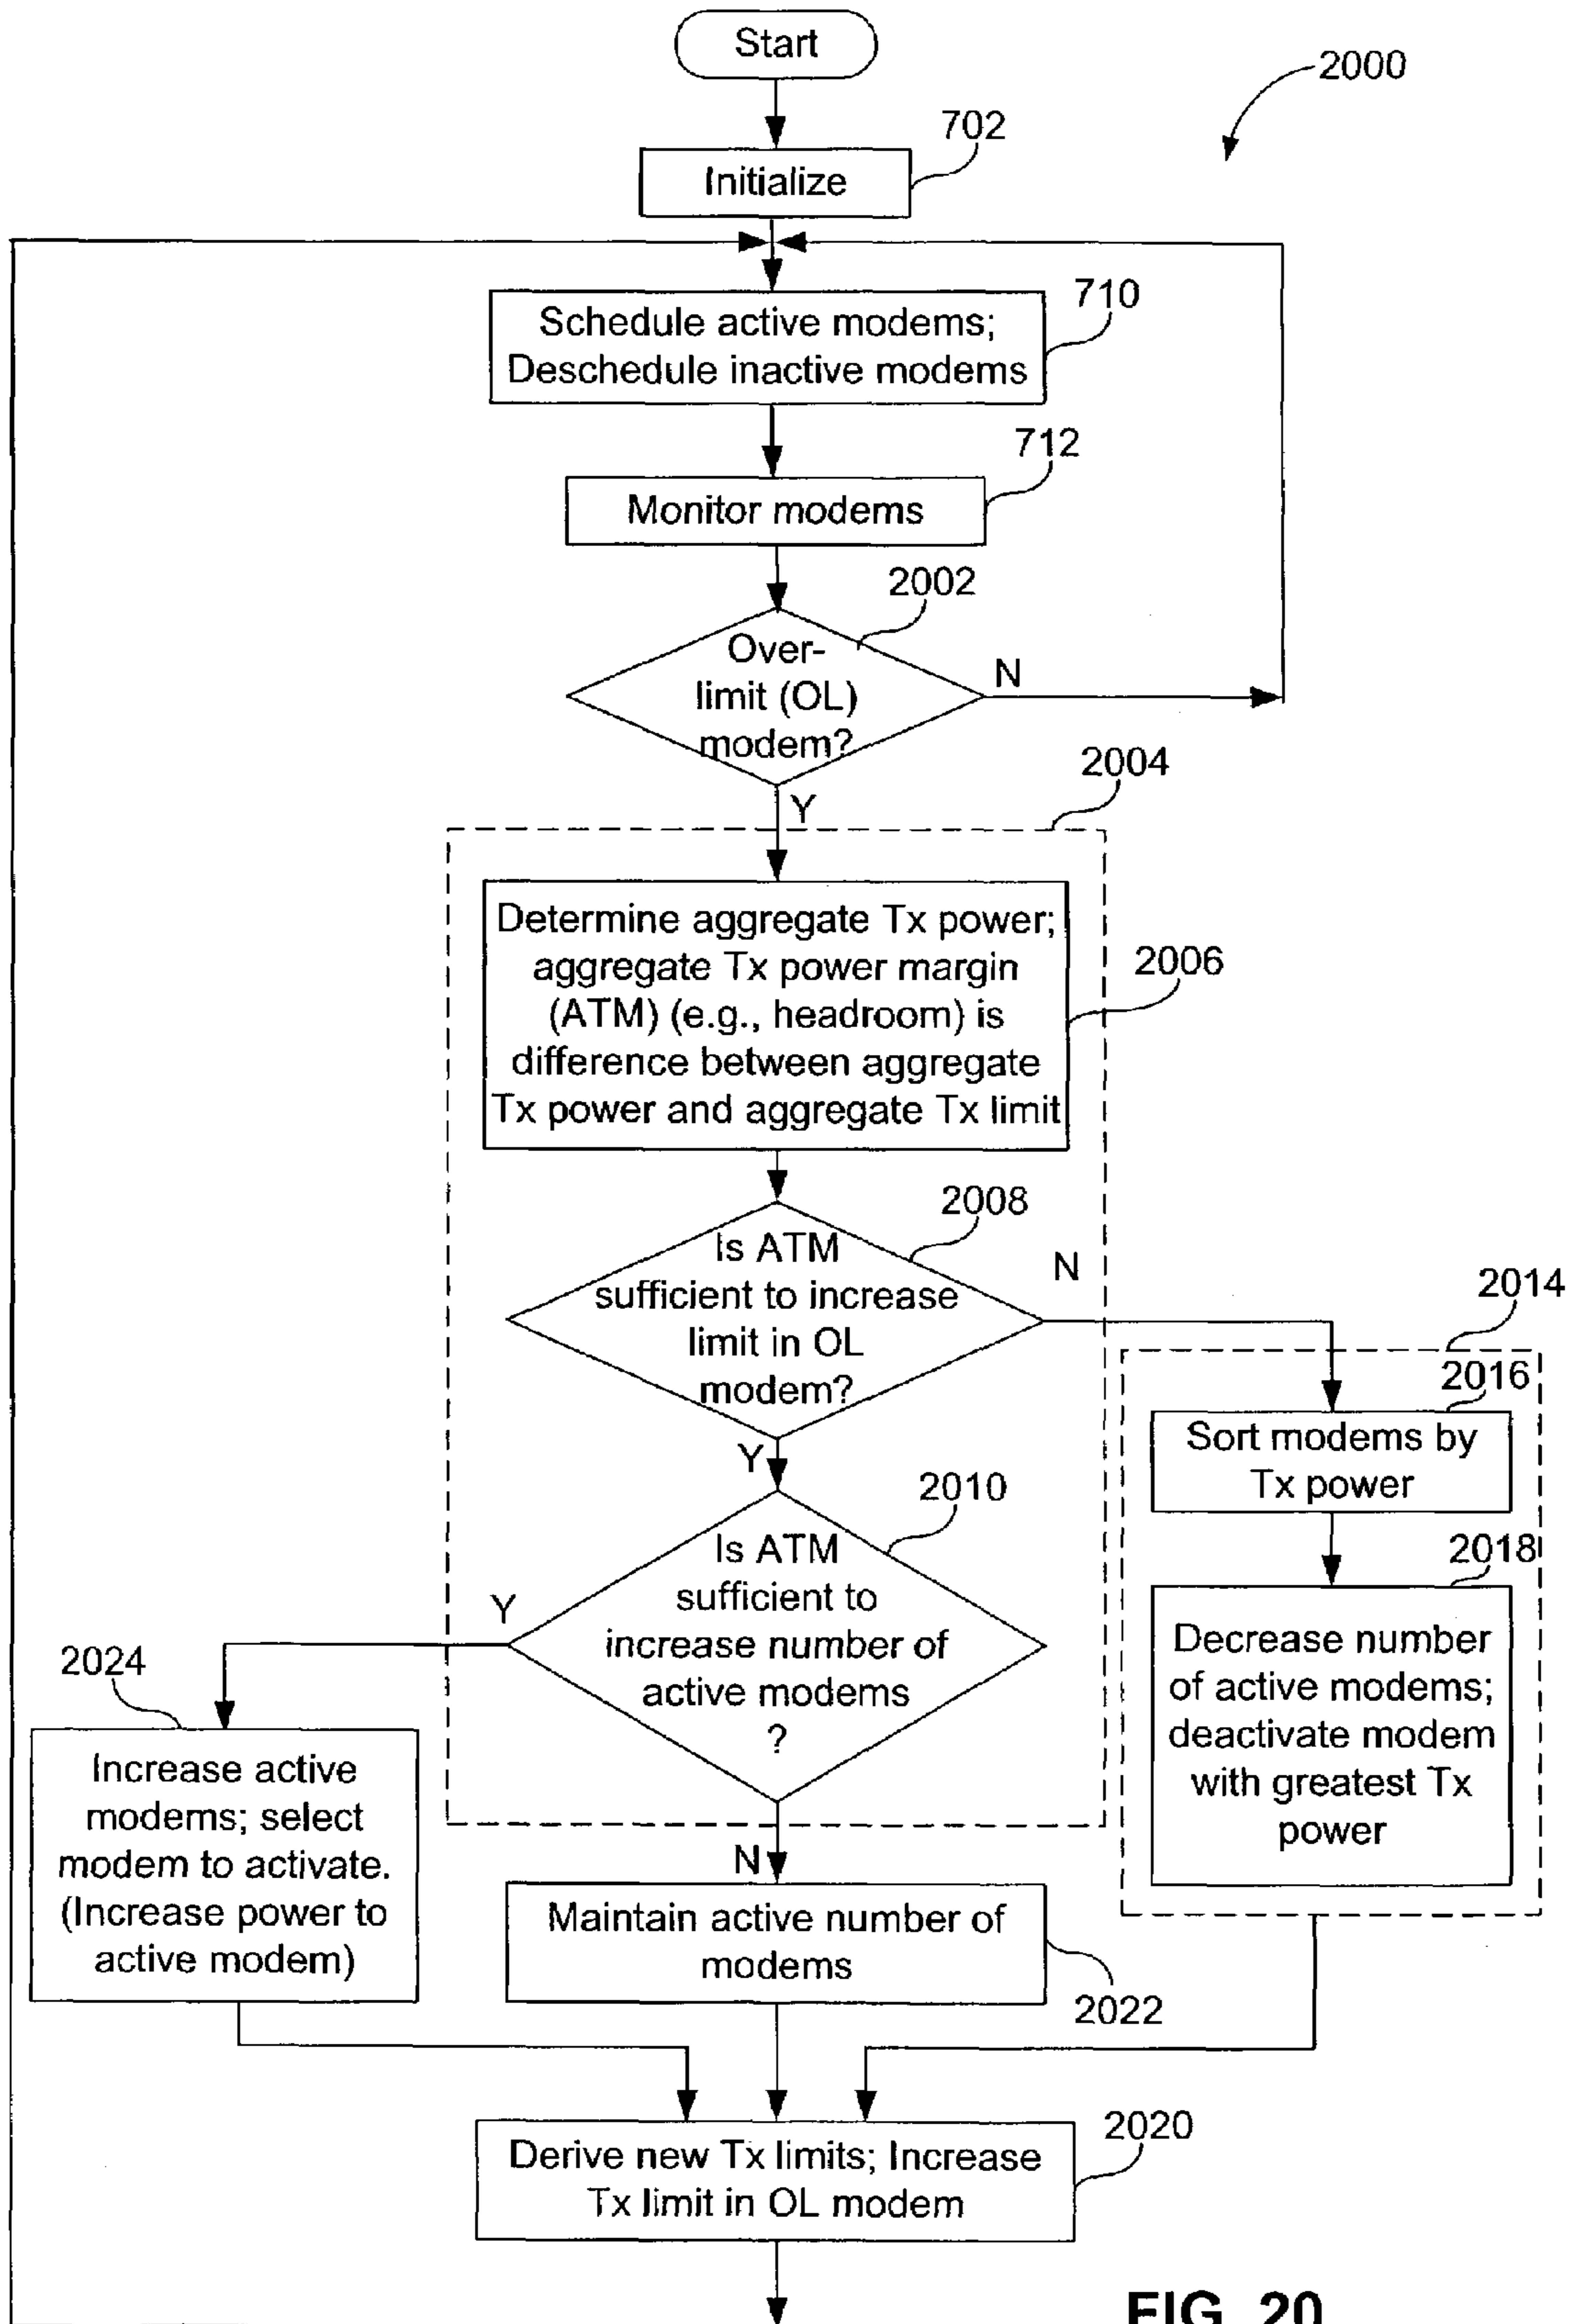 Start
2000
702
Initialize
710
Schedule active modems;
Deschedule inactive modems
712
Monitor modems
2002
Over-
limit (OL)
modem?
N
2004
Y
Determine aggregate Tx power;
aggregate Tx power margin
(ATM) (e.g., headroom) is
difference between aggregate
Tx power and aggregate Tx limit
2006
2008
Is ATM
sufficient to increase
limit in OL
modem?
N
2014
2016
Sort modems by
Tx power
Y
2010
Is ATM
sufficient to
increase number of
active modems
?
Y
2018
Decrease number
of active modems;
deactivate modem
with greatest Tx
power
2024
Increase active
modems; select
modem to activate.
(Increase power to
active modem)
N
Maintain active number of
modems
2022
2020
Derive new Tx limits; Increase
Tx limit in OL modem
FIG. 20